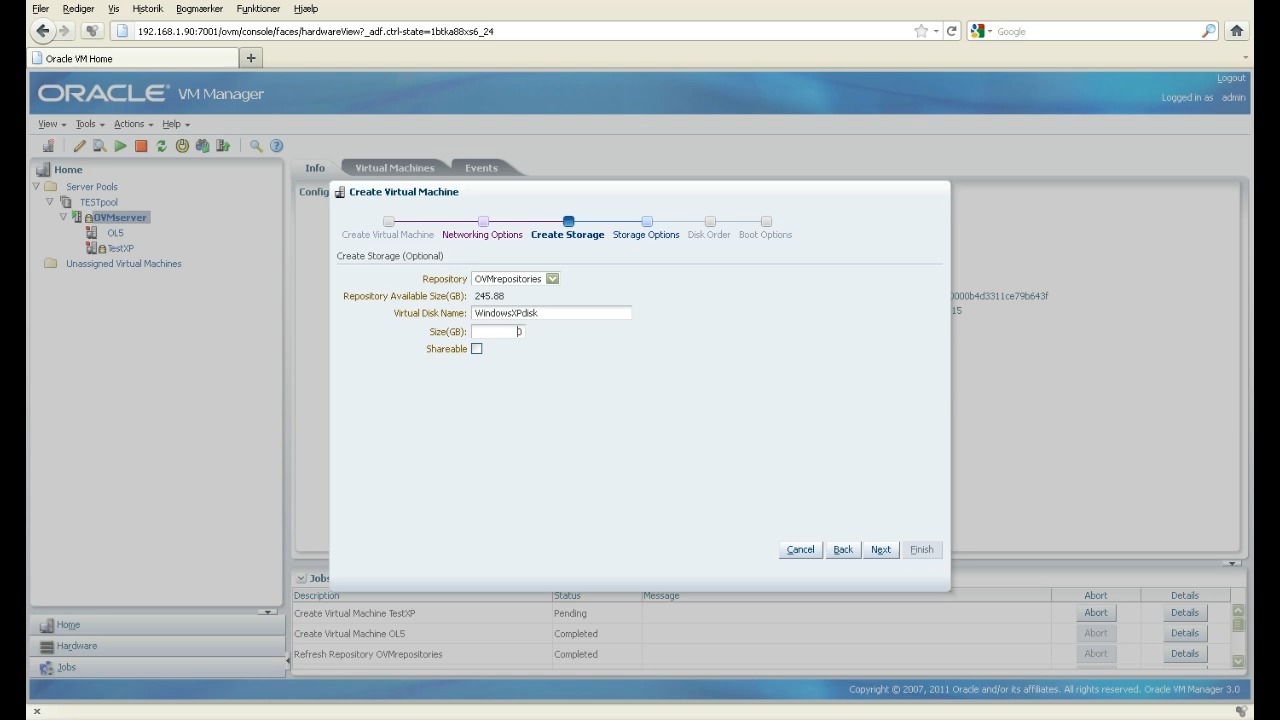 Filer Rediger Vis Historik Bogmærker Funktioner Hjælp
192.168.1.90:7001/ovm/console/faces/hardwareView?_adf.ctrl-state=1btka88xs6_24
Google
Oracle VM Home
ORACLE VM Manager
Logout
Logged in as admin
View Tools Actions Help
Home
Server Pools
TESTpool
OVMserver
OL5
TestXP
Unassigned Virtual Machines
Info Virtual Machines Events
Config
Create Virtual Machine
Create Virtual Machine Networking Options Create Storage Storage Options Disk Order Boot Options
Create Storage (Optional)
Repository OVMrepositories
Repository Available Size(GB): 245.88
Virtual Disk Name: WindowsXPdisk
Size(GB): 0
Shareable
0000b4d3311ce79b643f
15
Cancel Back Next Finish
Jobs
Description Status Message Abort Details
Create Virtual Machine TestXP Pending Abort Details
Create Virtual Machine OL5 Completed Abort Details
Refresh Repository OVMrepositories Completed Abort Details
Home
Hardware
Jobs
Copyright © 2007, 2011 Oracle and/or its affiliates. All rights reserved. Oracle VM Manager 3.0